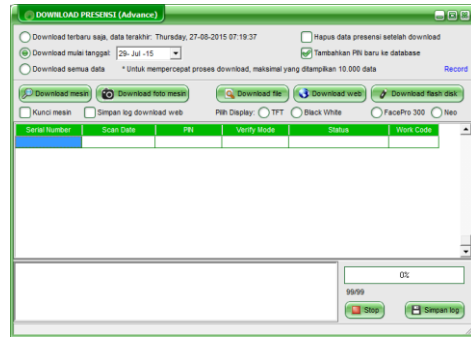 DOWNLOAD PRESENSI (Advance)
Download terbaru saja, data terakhir: Thursday, 27-08-2015 07:19:37
Hapus data presensi setelah download
Download mulai tanggal: 29- Jul -15
Tambahkan PIN baru ke database
Download semua data * Untuk mempercepat proses download, maksimal yang ditampilkan 10.000 data Record
Download mesin Download foto mesin Download file Download web Download flash disk
Kunci mesin Simpan log download web Pilih Display: TFT Black White FacePro 300 Neo
Serial Number Scan Date PIN Verify Mode Status Work Code
0%
99/99
Stop Simpan log